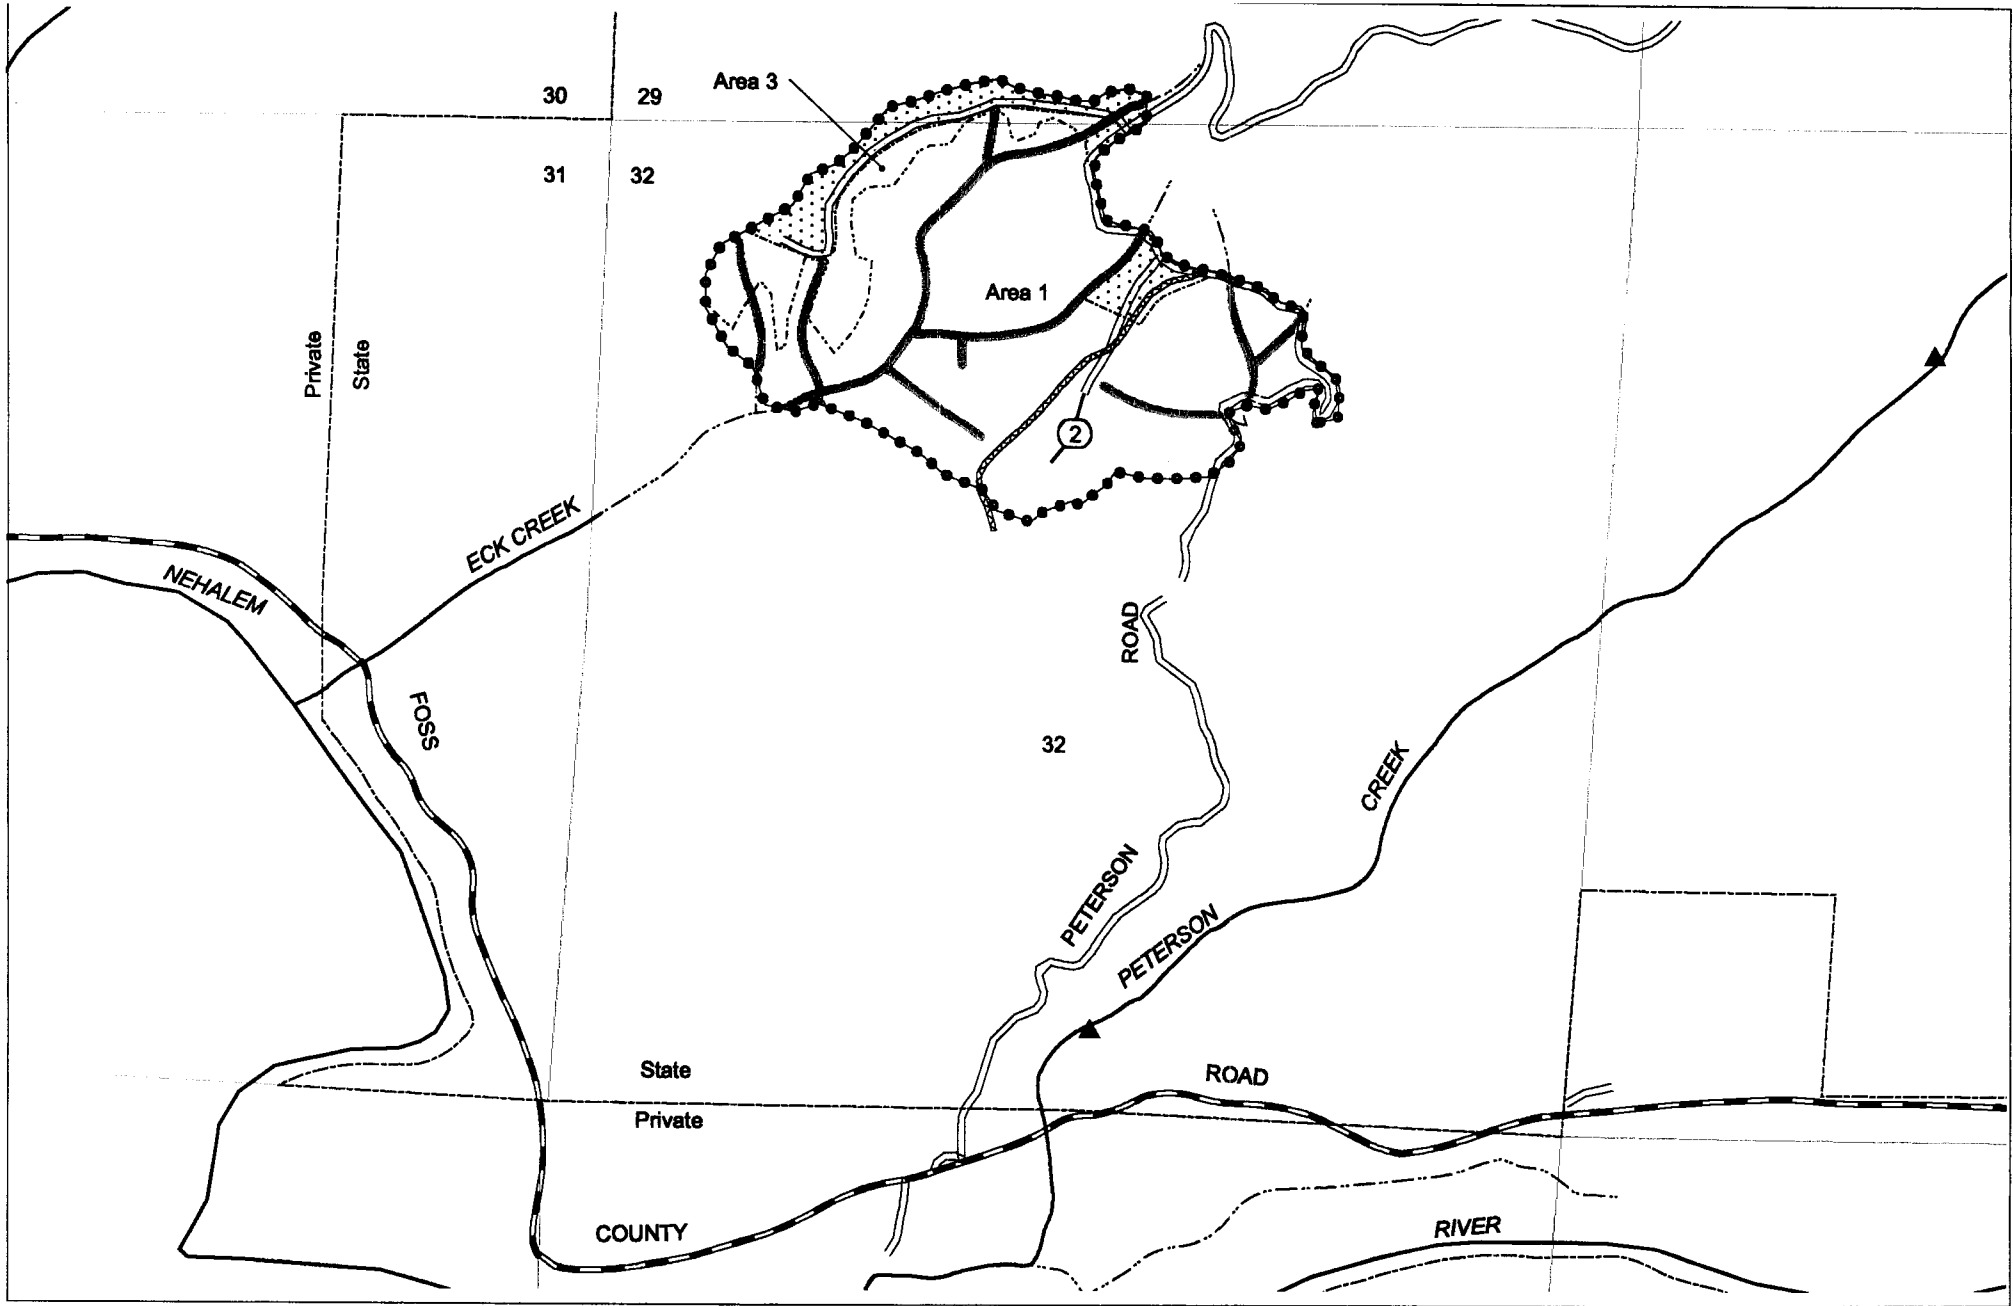 Area 3
30
29
31
32
Area 1
Private
State
2
ECK CREEK
NEHALEM
ROAD
FOSS
32
CREEK
PETERSON
PETERSON
State
ROAD
Private
COUNTY
RIVER